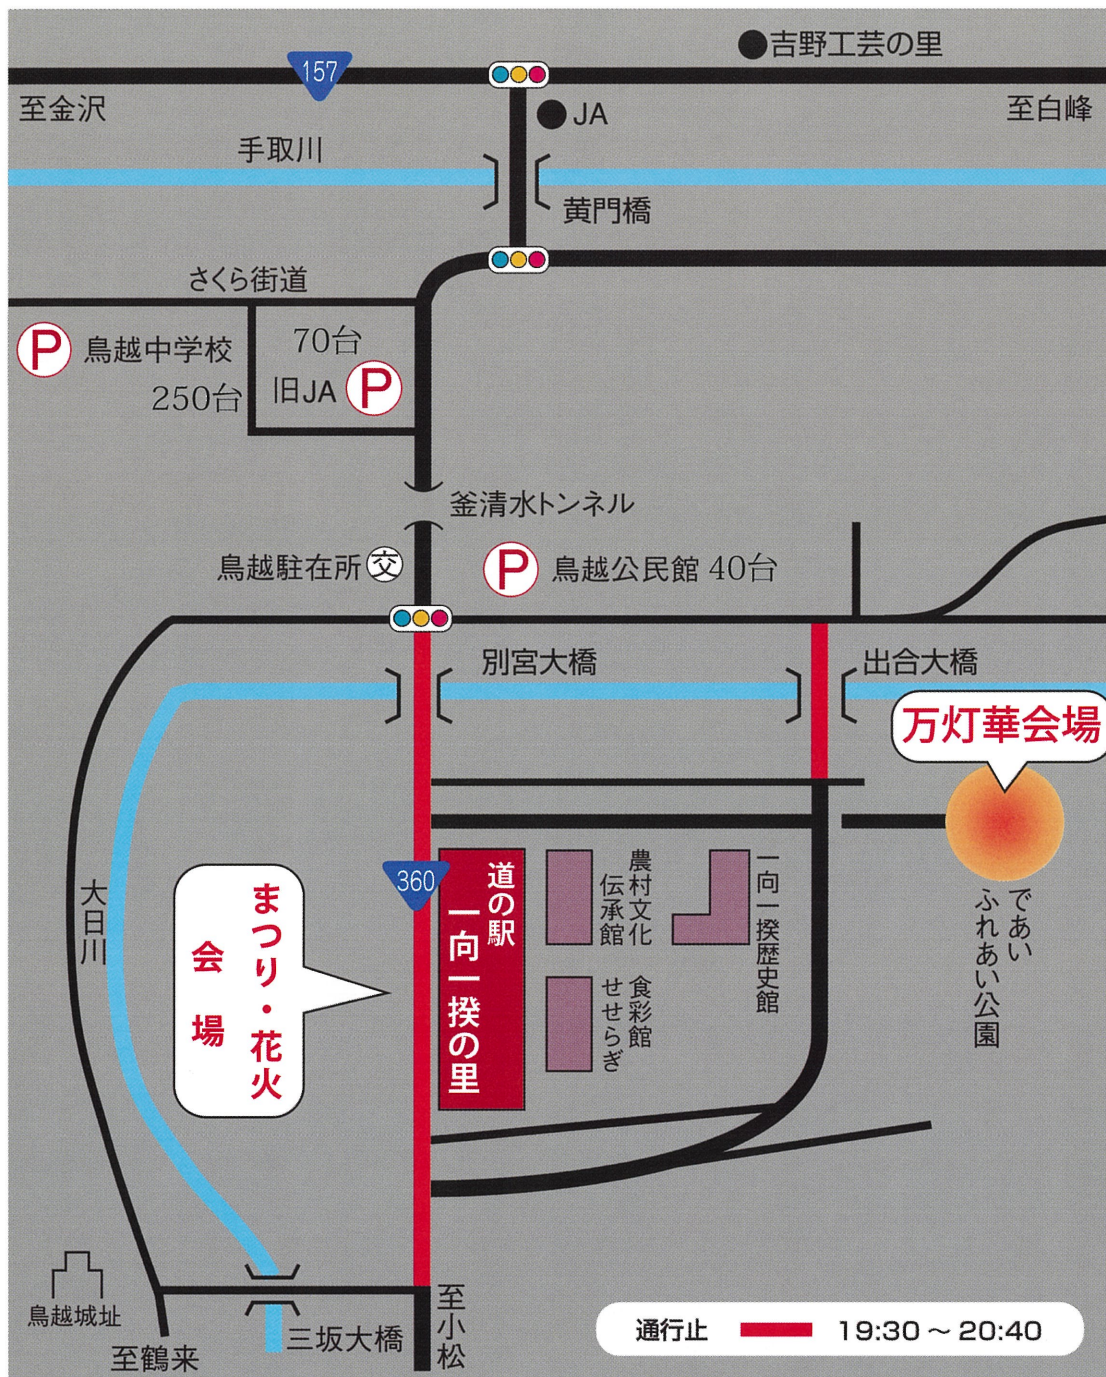 吉野工芸の里
157
至金沢
JA
至白峰
手取川
黄門橋
さくら街道
P
鳥越中学校
250台
70台
旧JA
P
釜清水トンネル
鳥越駐在所
交
P
鳥越公民館 40台
別宮大橋
出合大橋
万灯華会場
360
道の駅
一向一揆の里
農村文化
伝承館
一向一揆歴史館
食彩館
せせらぎ
であい
ふれあい公園
大日川
まつり・花火
会場
鳥越城址
至鶴来
三坂大橋
至小松
通行止
19:30～20:40